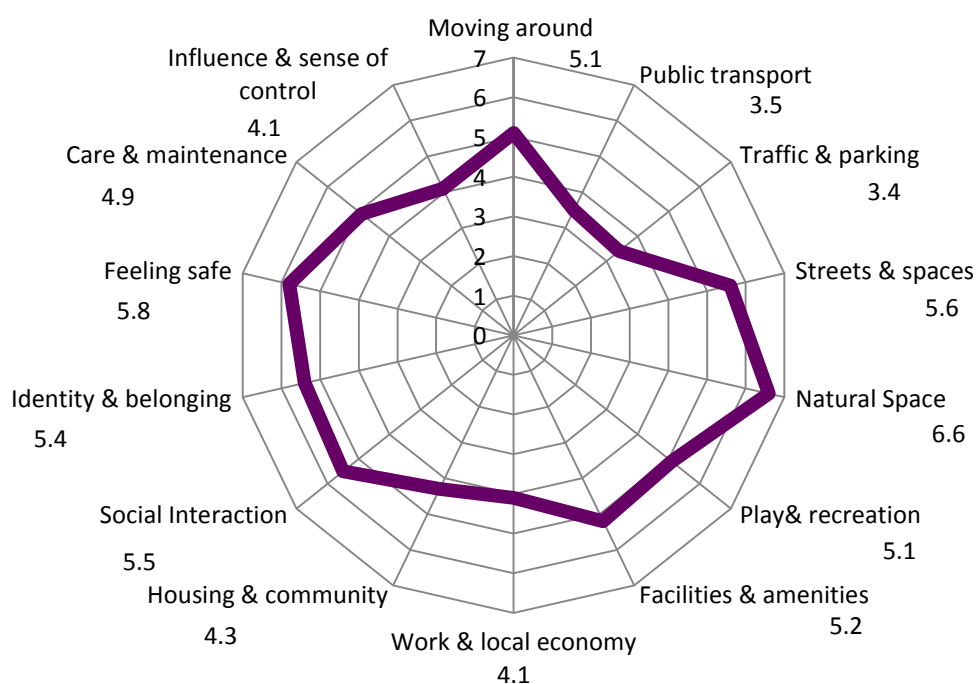 Moving around
5.1
Public transport
3.5
Traffic & parking
3.4
Streets & spaces
5.6
Natural Space
6.6
Play& recreation
5.1
Facilities & amenities
5.2
Work & local economy
4.1
Housing & community
4.3
Social Interaction
5.5
Identity & belonging
5.4
Feeling safe
5.8
Care & maintenance
4.9
Influence & sense of
control
4.1
7
6
5
4
3
2
1
0